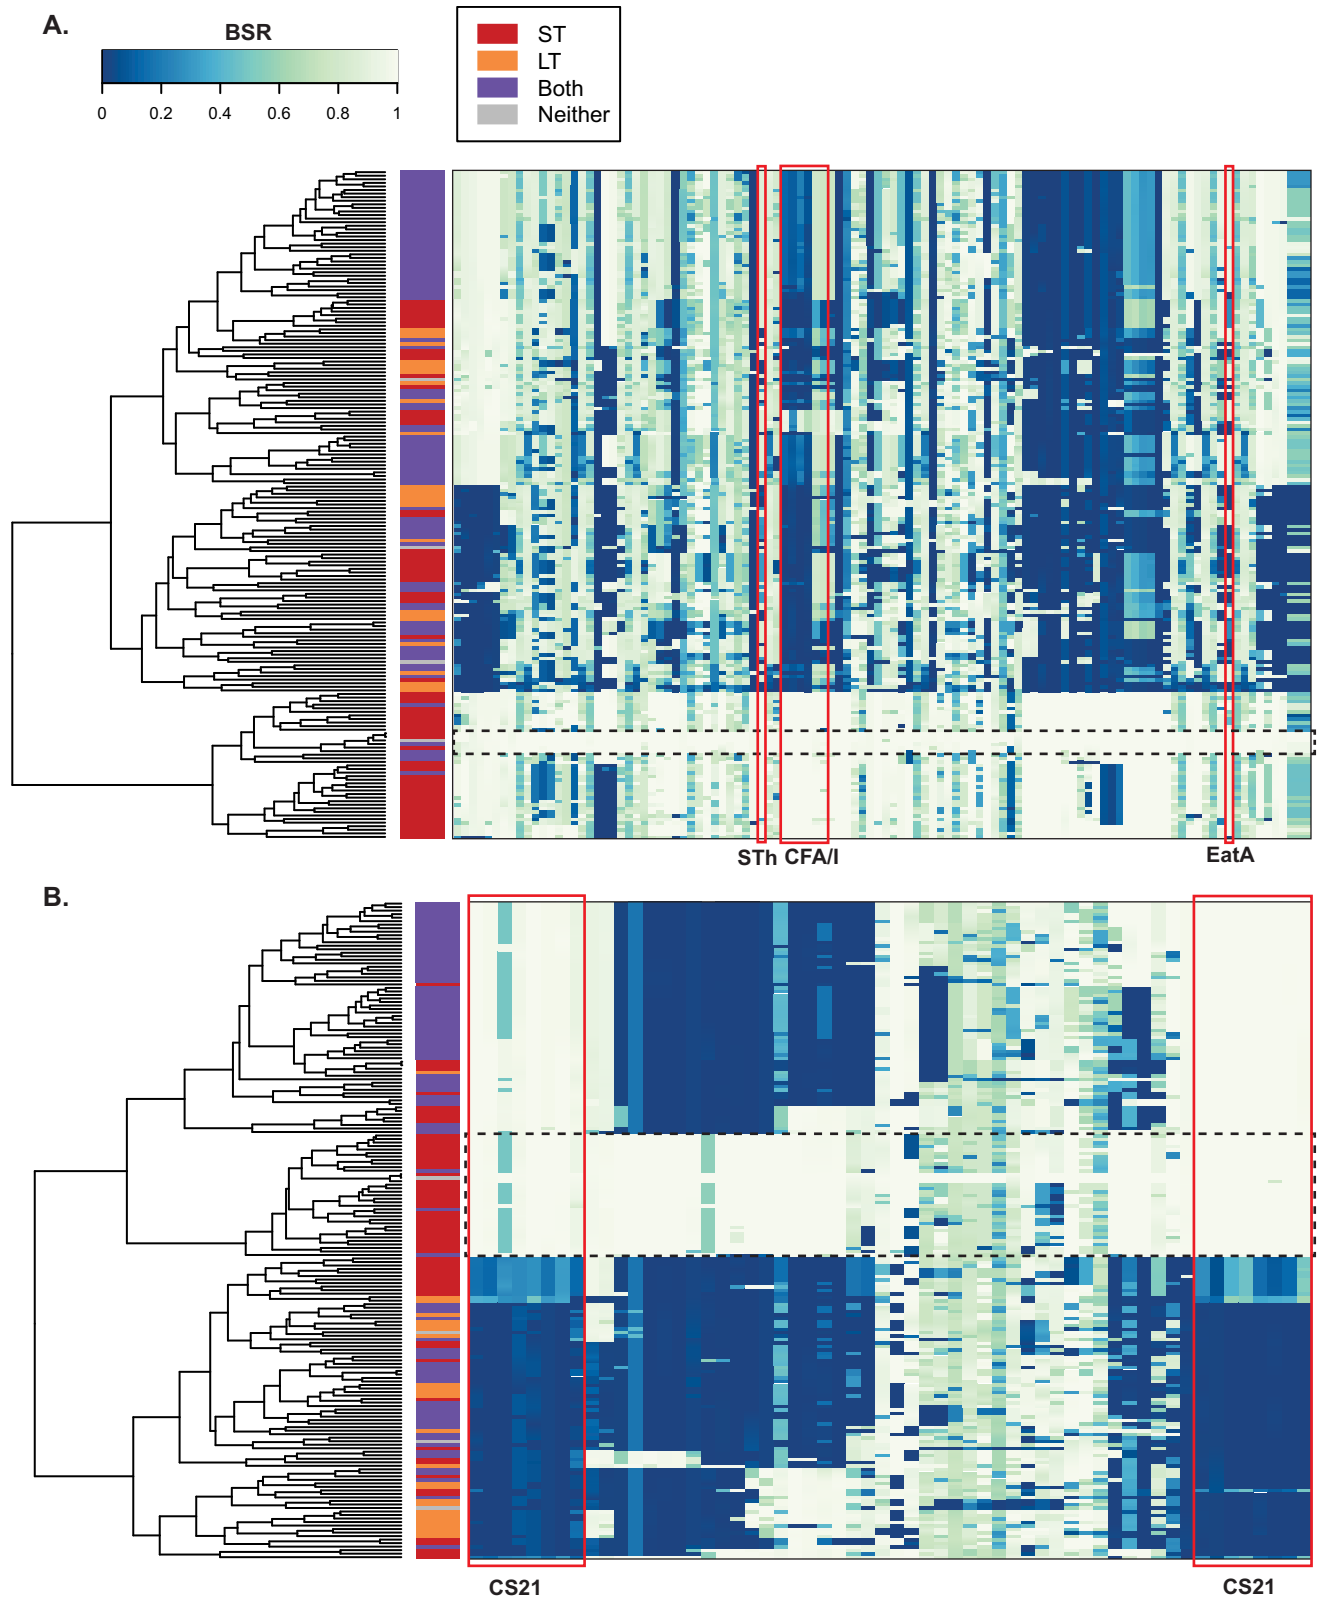 A.
BSR
0 0.2 0.4 0.6 0.8 1
ST
LT
Both
Neither
STh CFA/I EatA
B.
CS21 CS21